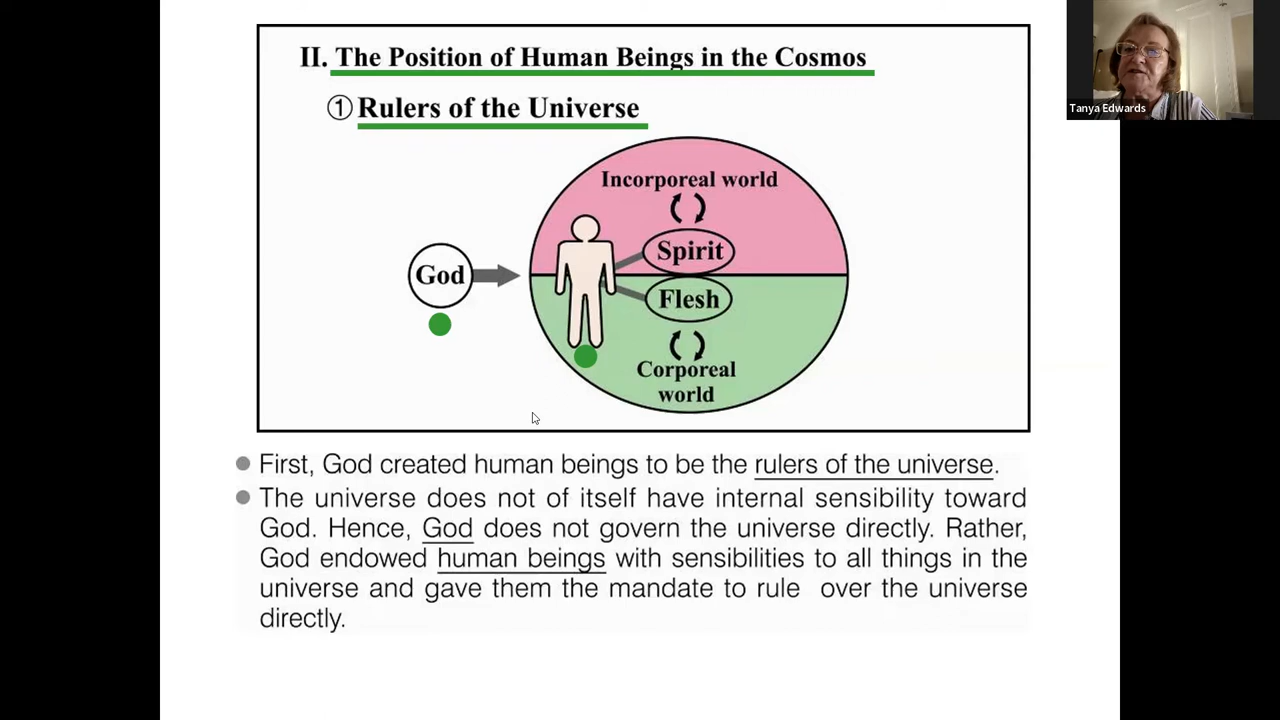 II. The Position of Human Beings in the Cosmos
① Rulers of the Universe
Incorporeal world
Spirit
God
Flesh
Corporeal
world
Tanya Edwards
First, God created human beings to be the rulers of the universe.
The universe does not of itself have internal sensibility toward
God. Hence, God does not govern the universe directly. Rather,
God endowed human beings with sensibilities to all things in the
universe and gave them the mandate to rule over the universe
directly.